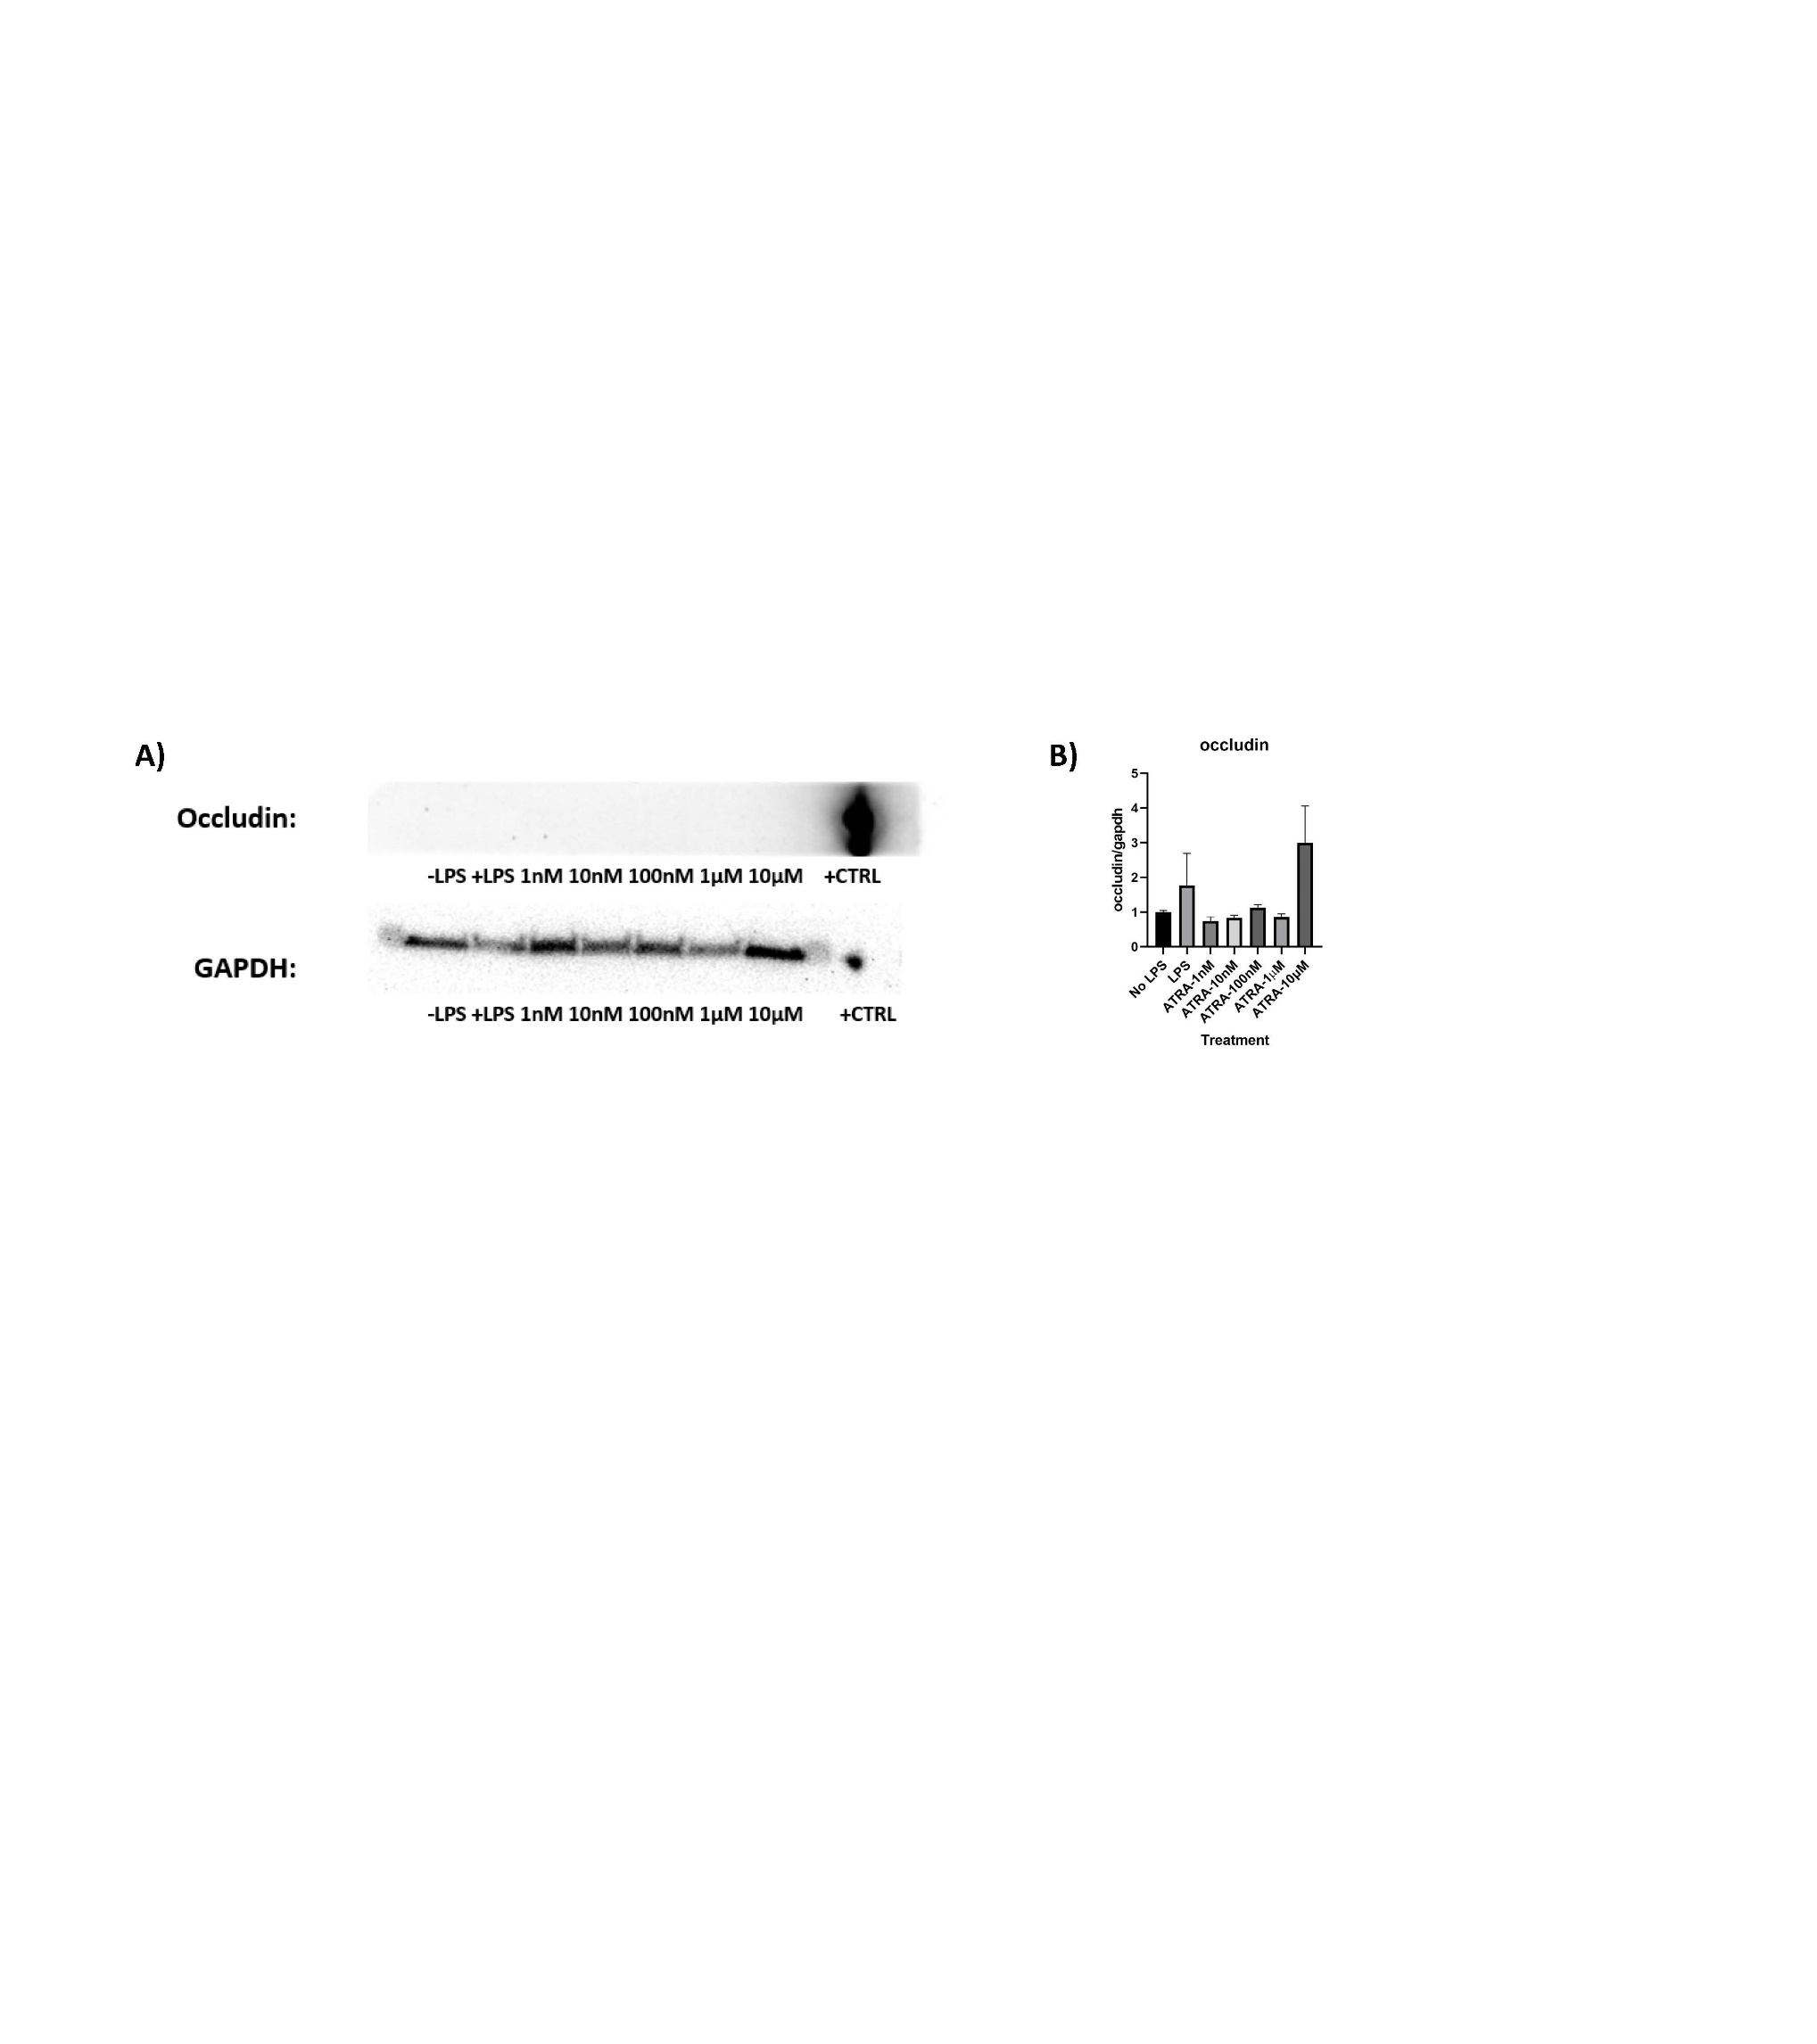 A)
Occludin:
-LPS +LPS 1nM 10nM 100nM 1µM 10µM +CTRL
GAPDH:
-LPS +LPS 1nM 10nM 100nM 1µM 10µM +CTRL
B)
occludin
occludin/gapdh
5
4
3
2
1
0
No LPS
LPS
ATRA-1nM
ATRA-10nM
ATRA-100nM
ATRA-1µM
ATRA-10µM
Treatment